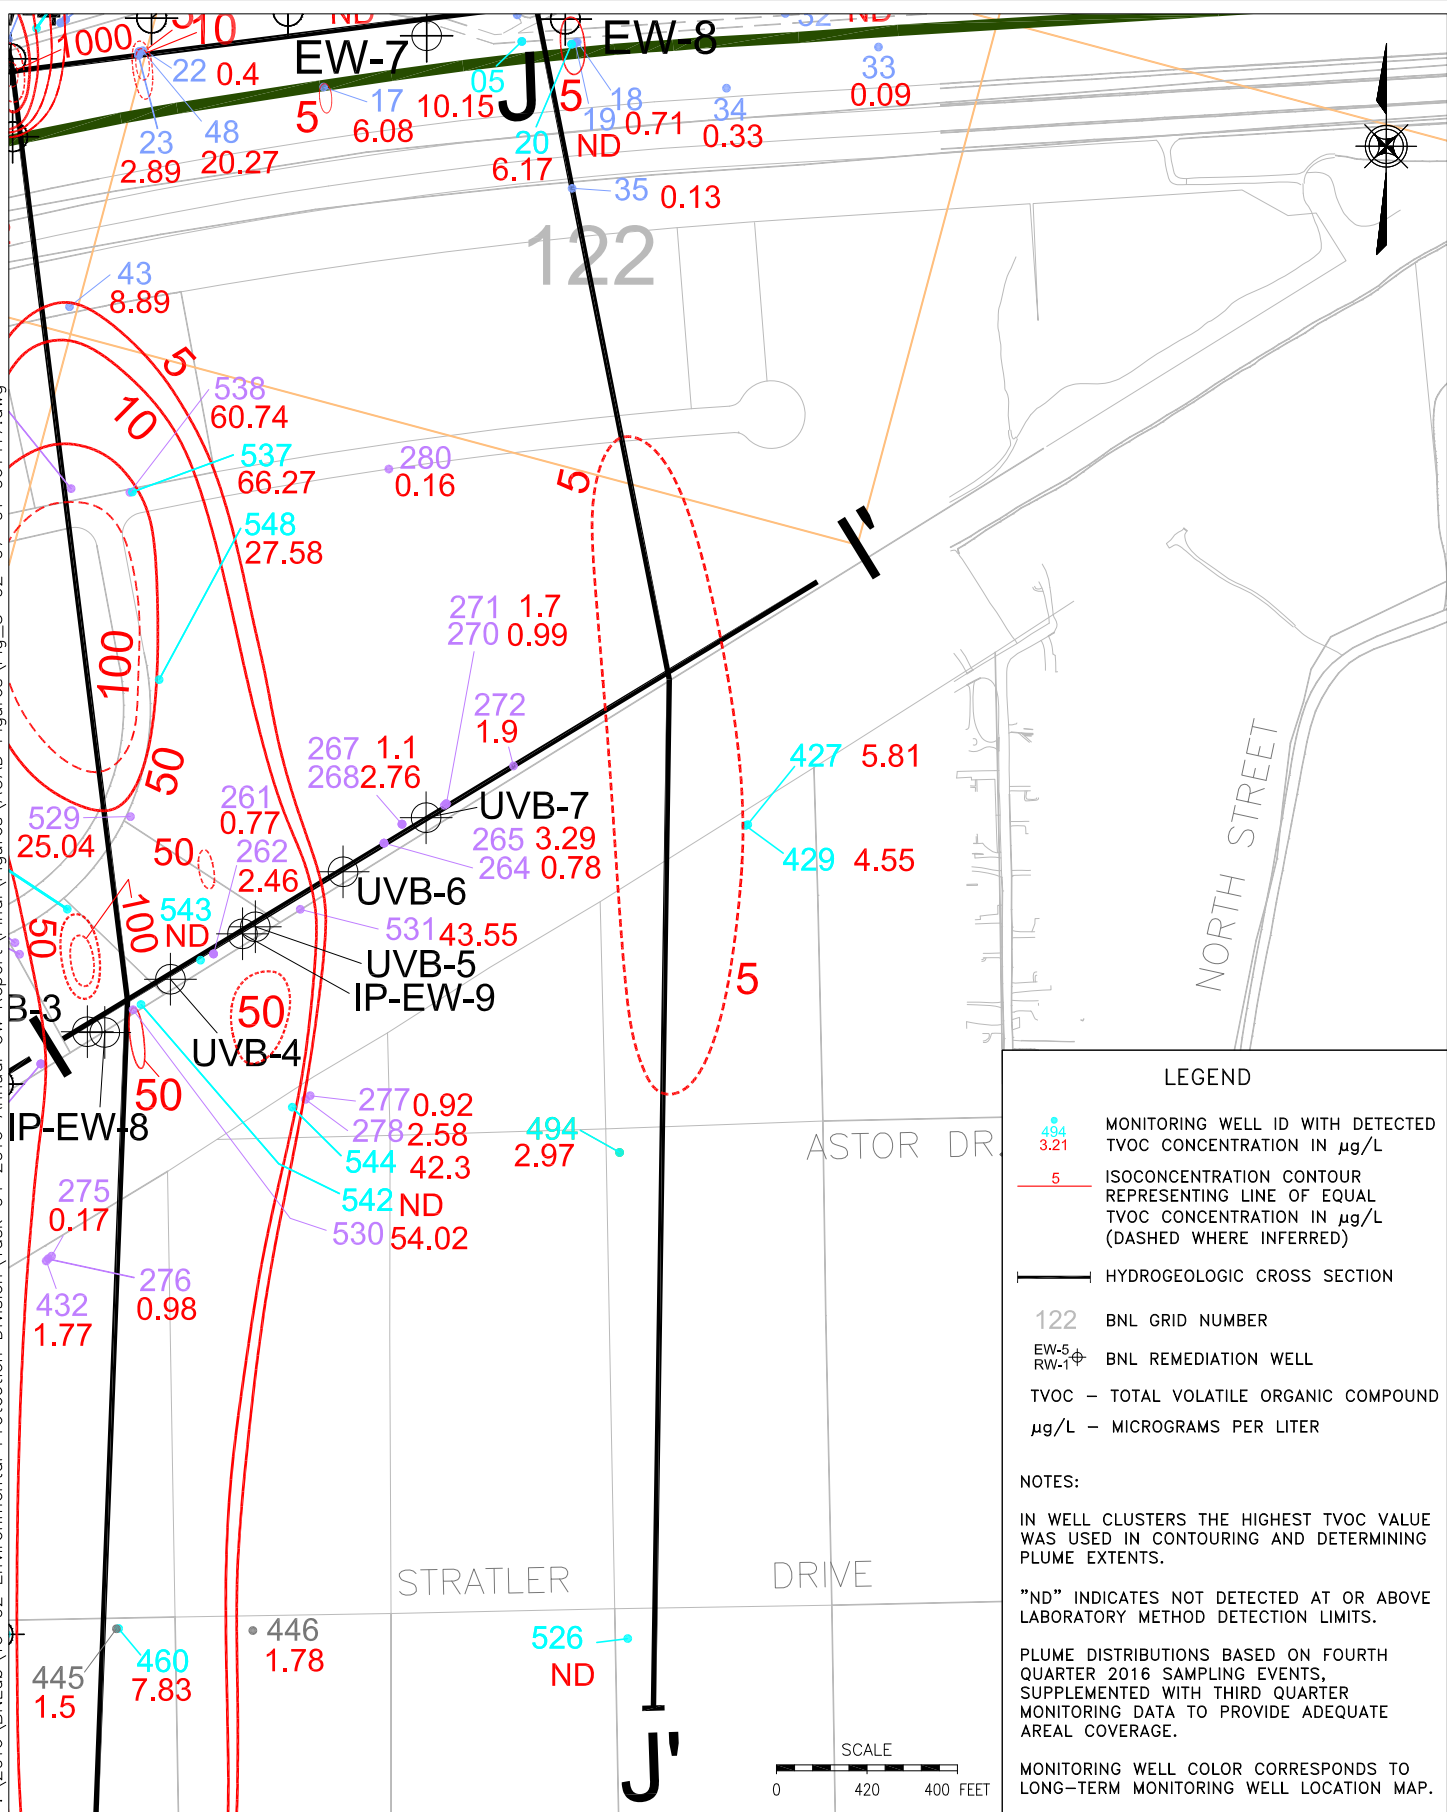 1000
10
ND
32
ND
EW-7
EW-8
22 0.4
05
J
5
33
0.09
5
17
6.08
10.15
18
19 0.71
ND
34
0.33
23
2.89
48
20.27
20
6.17
35 0.13
122
43
8.89
5
10
538
60.74
537
66.27
280
0.16
5
548
27.58
I'
271 1.7
270 0.99
100
272
1.9
267 1.1
268 2.76
427 5.81
50
UVB-7
261
0.77
529
25.04
50
262
2.46
265 3.29
264 0.78
429 4.55
NORTH STREET
UVB-6
100
543
ND
50
531 43.55
UVB-5
IP-EW-9
5
B-3
I
50
UVB-4
50
IP-EW-8
277 0.92
278 2.58
544 42.3
542 ND
530 54.02
494
2.97
ASTOR DR.
275
0.17
276
0.98
432
1.77
STRATLER DRIVE
446
1.78
445
1.5
460
7.83
526
ND
J'
SCALE
0 420 400 FEET
LEGEND
494
3.21
MONITORING WELL ID WITH DETECTED
TVOC CONCENTRATION IN µg/L
5
ISOCONCENTRATION CONTOUR
REPRESENTING LINE OF EQUAL
TVOC CONCENTRATION IN µg/L
(DASHED WHERE INFERRED)
HYDROGEOLOGIC CROSS SECTION
122 BNL GRID NUMBER
EW-5
RW-1
BNL REMEDIATION WELL
TVOC – TOTAL VOLATILE ORGANIC COMPOUND
µg/L – MICROGRAMS PER LITER
NOTES:
IN WELL CLUSTERS THE HIGHEST TVOC VALUE
WAS USED IN CONTOURING AND DETERMINING
PLUME EXTENTS.
"ND" INDICATES NOT DETECTED AT OR ABOVE
LABORATORY METHOD DETECTION LIMITS.
PLUME DISTRIBUTIONS BASED ON FOURTH
QUARTER 2016 SAMPLING EVENTS,
SUPPLEMENTED WITH THIRD QUARTER
MONITORING DATA TO PROVIDE ADEQUATE
AREAL COVERAGE.
MONITORING WELL COLOR CORRESPONDS TO
LONG–TERM MONITORING WELL LOCATION MAP.